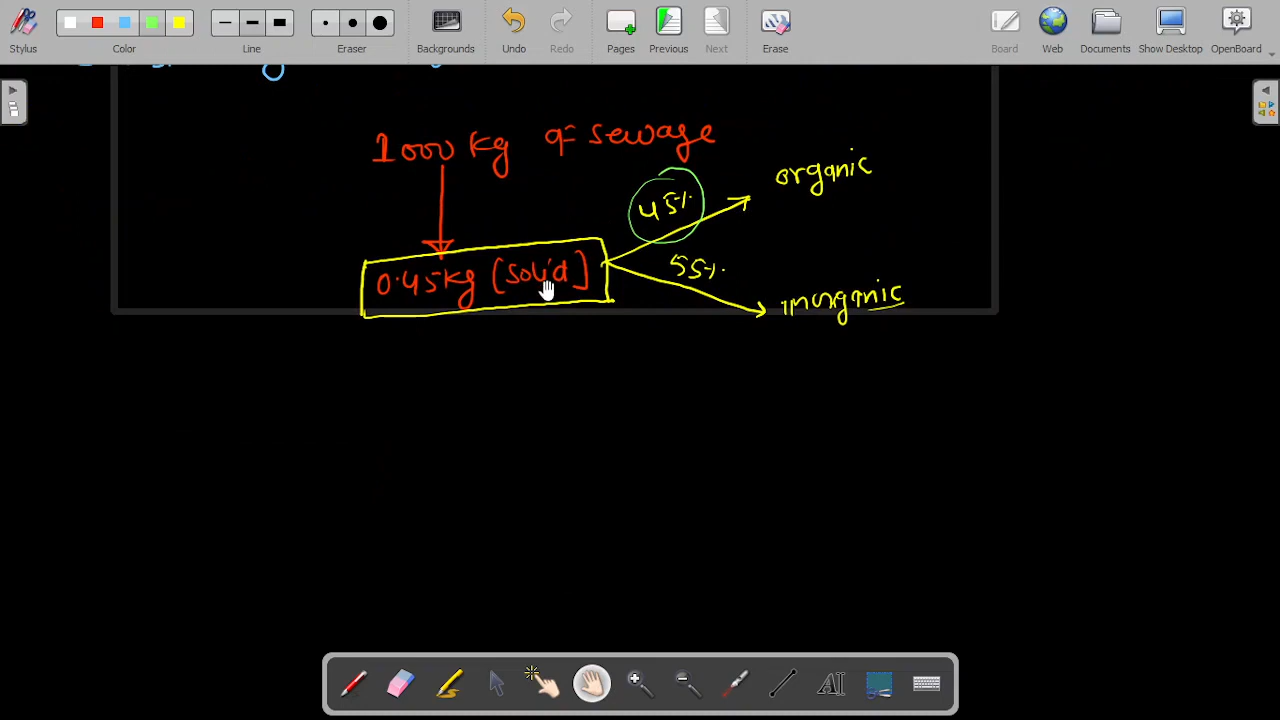 Stylus
Color
Line
Eraser
Backgrounds
Undo
Redo
Pages
Previous
Next
Erase
Board
Web
Documents
Show Desktop
OpenBoard
1000 kg of sewage
organic
45%
0.45kg [solid]
55%
inorganic
AI